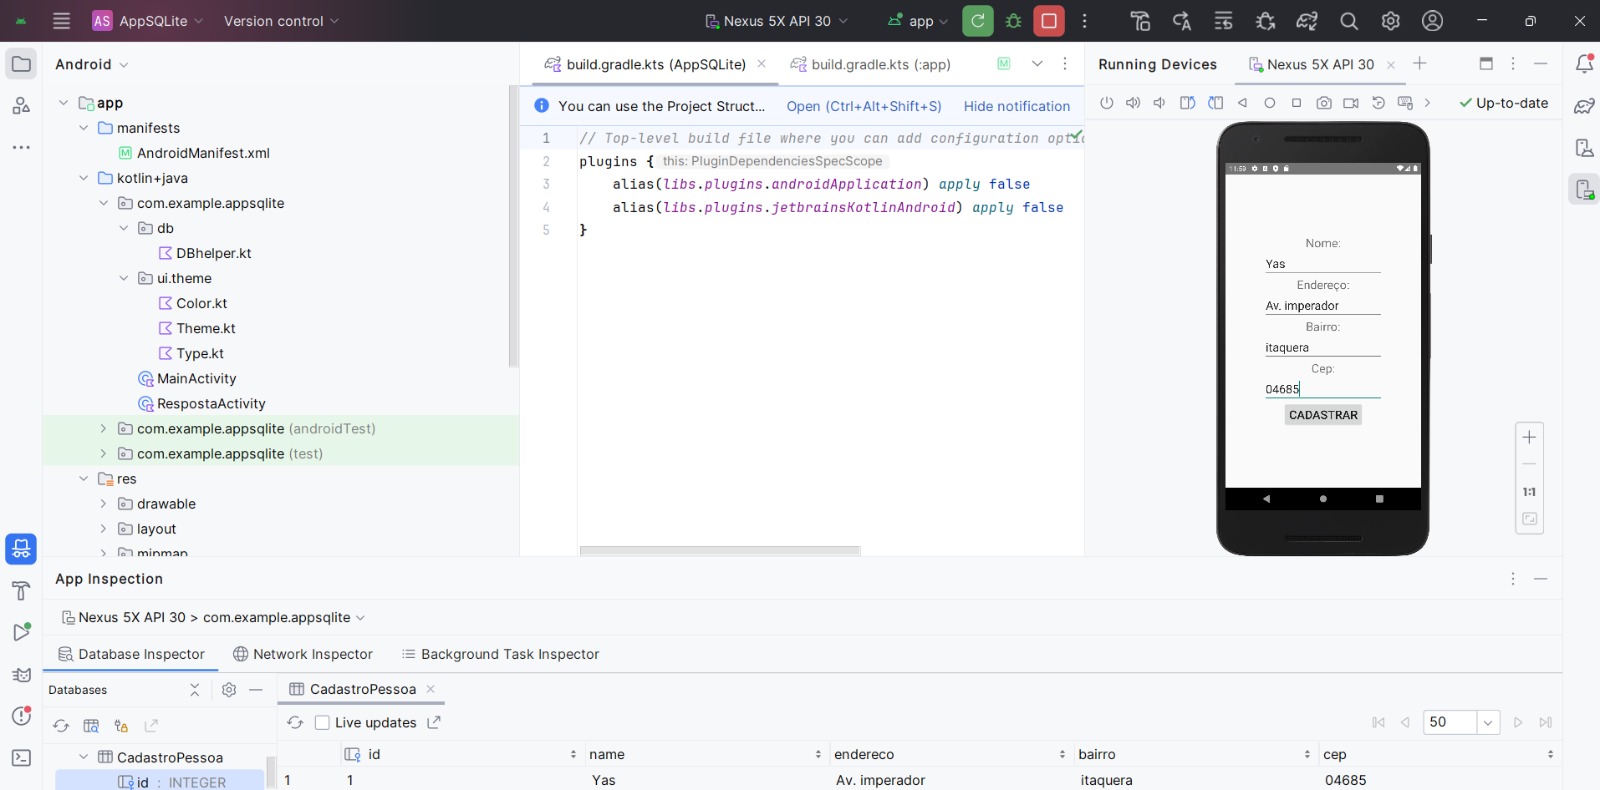 AS AppSQLite Version control Nexus 5X API 30 app
Android
app
manifests
AndroidManifest.xml
kotlin+java
com.example.appsqlite
db
DBhelper.kt
ui.theme
Color.kt
Theme.kt
Type.kt
MainActivity
RespostaActivity
com.example.appsqlite (androidTest)
com.example.appsqlite (test)
res
drawable
layout
mipmap
build.gradle.kts (AppSQLite) build.gradle.kts (:app) M
You can use the Project Struct... Open (Ctrl+Alt+Shift+S) Hide notification
1 // Top-level build file where you can add configuration optio
2 plugins { this: PluginDependenciesSpecScope
3 alias(libs.plugins.androidApplication) apply false
4 alias(libs.plugins.jetbrainsKotlinAndroid) apply false
5 }
Running Devices Nexus 5X API 30
Up-to-date
11:59
Nome:
Yas
Endereço:
Av. imperador
Bairro:
itaquera
Cep:
04685
CADASTRAR
1:1
App Inspection
Nexus 5X API 30 > com.example.appsqlite
Database Inspector Network Inspector Background Task Inspector
Databases
CadastroPessoa
id : INTEGER
CadastroPessoa
Live updates 50
id name endereco bairro cep
1 1 Yas Av. imperador itaquera 04685